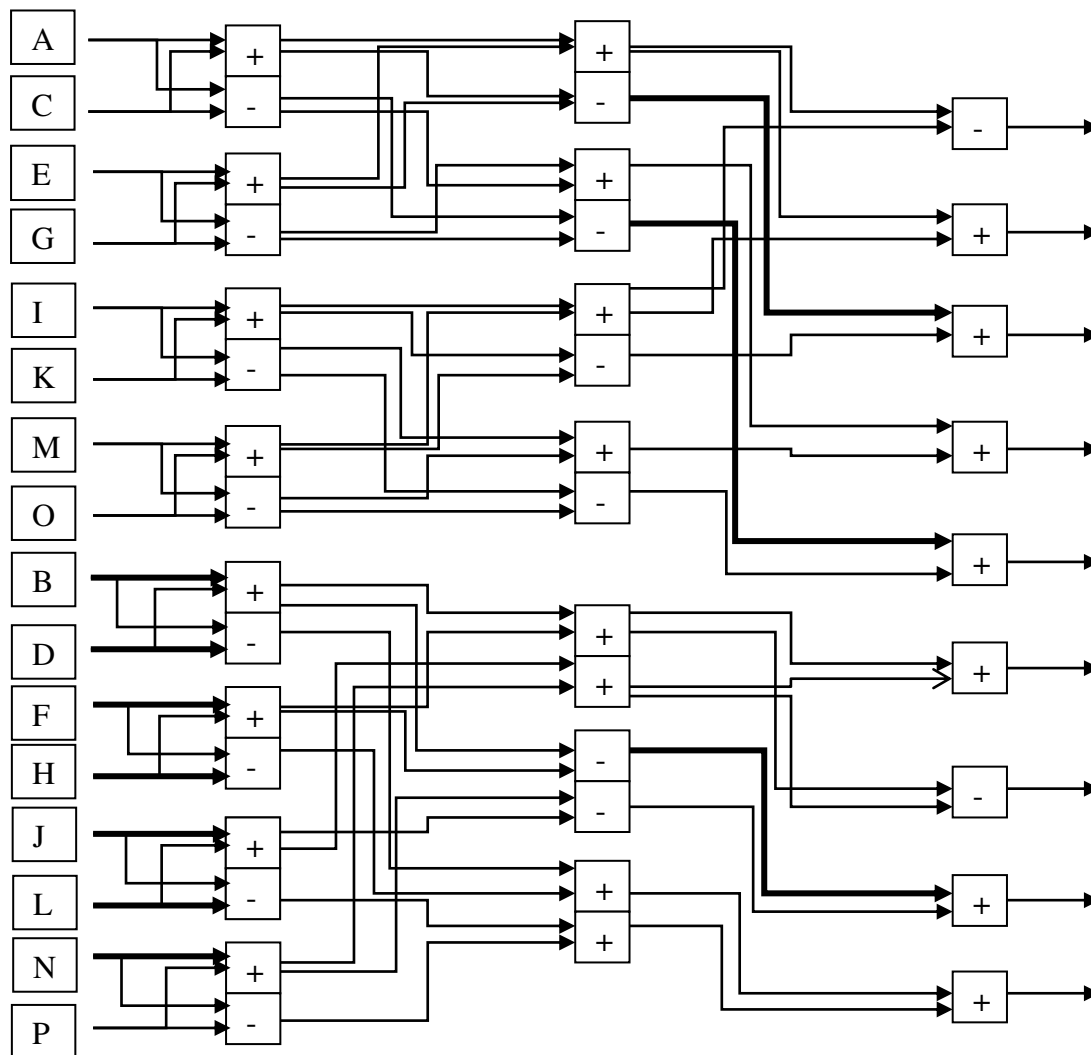 A
C
E
G
I
K
M
O
B
D
F
H
J
L
N
P
+
-
+
-
+
-
+
-
+
-
+
-
+
-
+
-
+
-
+
-
+
-
+
-
+
+
-
-
+
+
-
+
+
+
+
+
-
+
+